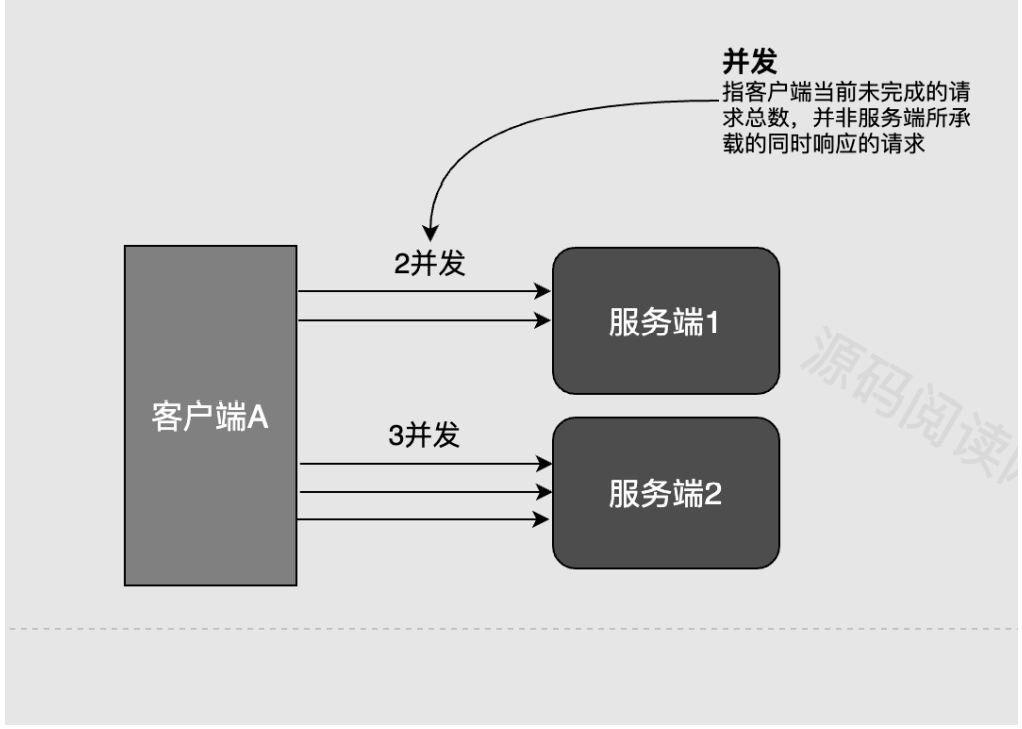 并发
指客户端当前未完成的请
求总数，并非服务端所承
载的同时响应的请求
2并发
服务端1
客户端A
3并发
服务端2
源码阅读